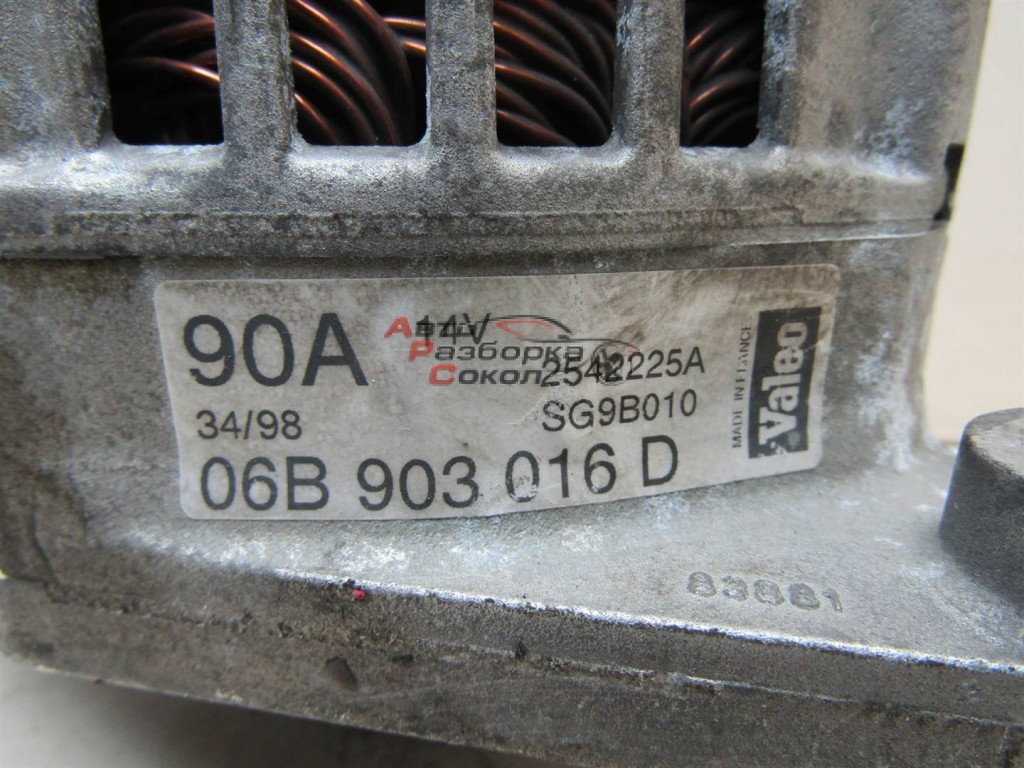 90A 14V
Авто
Разборка
Сокол
2542225A
34/98
SG9B010
06B 903 016 D
MADE IN FRANCE
Valeo
83881